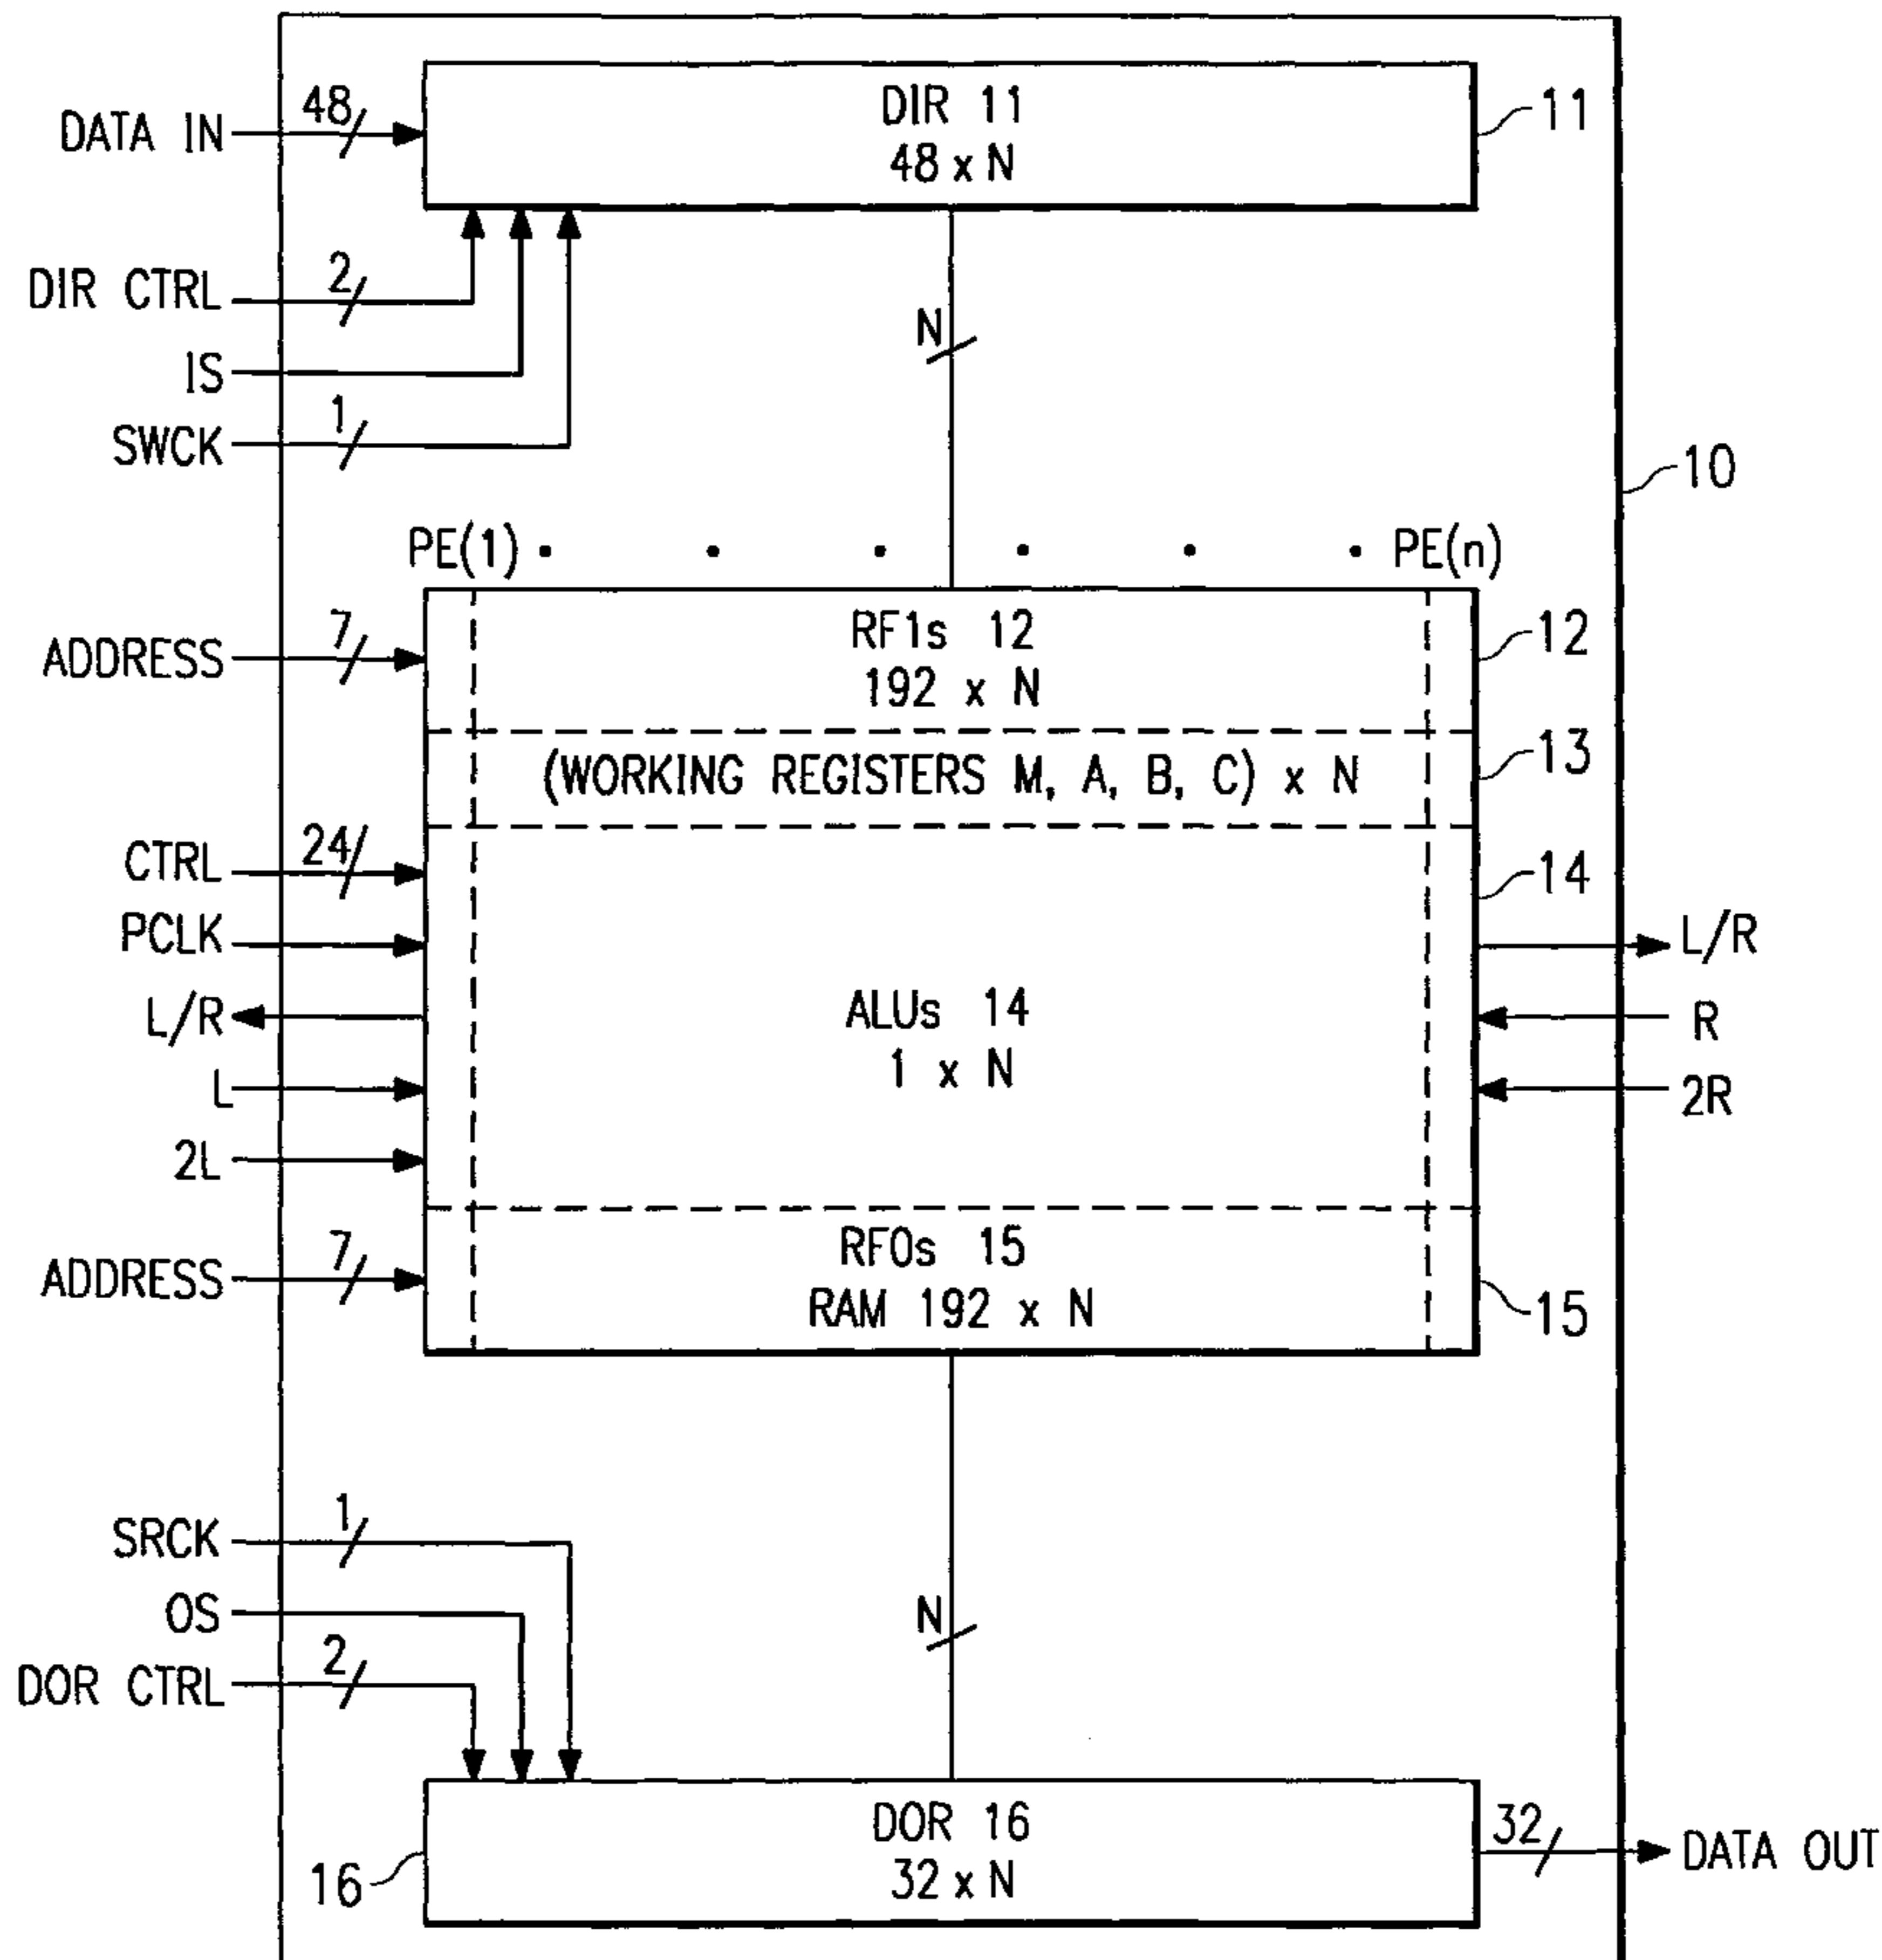 DIR 11
48 x N
11
DATA IN
48
DIR CTRL
2
IS
SWCK
1
N
10
PE(1) . . . . . . PE(n)
ADDRESS
7
RF1s 12
192 x N
12
(WORKING REGISTERS M, A, B, C) x N
13
CTRL
24
14
PCLK
L/R
L/R
ALUs 14
1 x N
R
L
2R
2L
ADDRESS
7
RF0s 15
RAM 192 x N
15
SRCK
1
OS
N
DOR CTRL
2
DOR 16
32 x N
16
32
DATA OUT